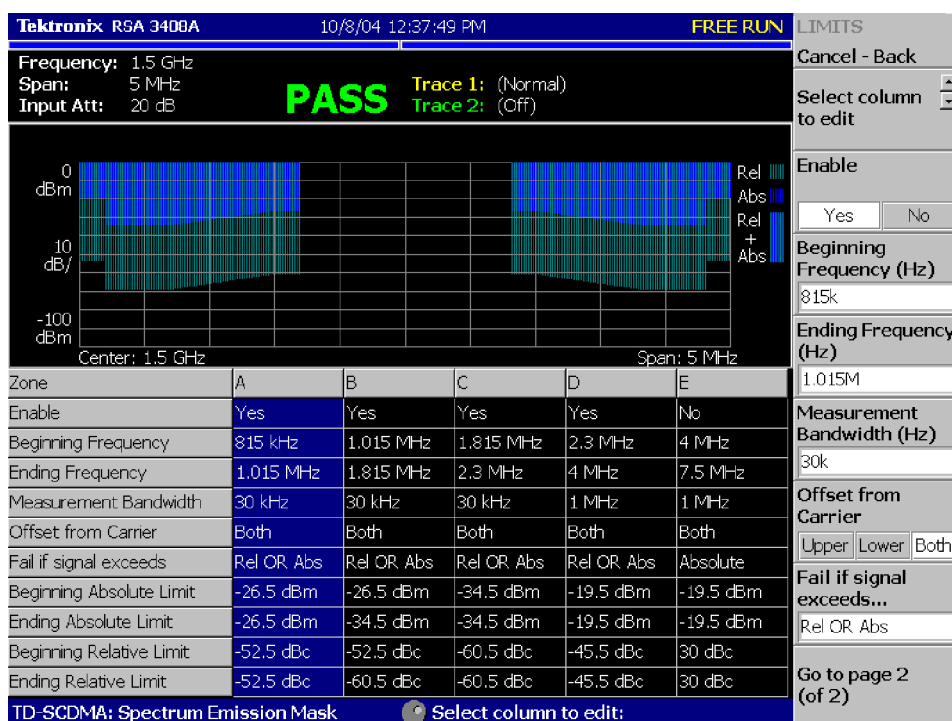 Tektronix RSA 3408A 10/8/04 12:37:49 PM FREE RUN
Frequency: 1.5 GHz
Span: 5 MHz
Input Att: 20 dB
PASS
Trace 1: (Normal)
Trace 2: (Off)
0
dBm
10
dB/
-100
dBm
Rel
Abs
Rel
+
Abs
Center: 1.5 GHz Span: 5 MHz
Zone A B C D E
Enable Yes Yes Yes Yes No
Beginning Frequency 815 kHz 1.015 MHz 1.815 MHz 2.3 MHz 4 MHz
Ending Frequency 1.015 MHz 1.815 MHz 2.3 MHz 4 MHz 7.5 MHz
Measurement Bandwidth 30 kHz 30 kHz 30 kHz 1 MHz 1 MHz
Offset from Carrier Both Both Both Both Both
Fail if signal exceeds Rel OR Abs Rel OR Abs Rel OR Abs Rel OR Abs Absolute
Beginning Absolute Limit -26.5 dBm -26.5 dBm -34.5 dBm -19.5 dBm -19.5 dBm
Ending Absolute Limit -26.5 dBm -34.5 dBm -34.5 dBm -19.5 dBm -19.5 dBm
Beginning Relative Limit -52.5 dBc -52.5 dBc -60.5 dBc -45.5 dBc 30 dBc
Ending Relative Limit -52.5 dBc -60.5 dBc -60.5 dBc -45.5 dBc 30 dBc
TD-SCDMA: Spectrum Emission Mask Select column to edit:
LIMITS
Cancel - Back
Select column
to edit
Enable
Yes No
Beginning
Frequency (Hz)
815k
Ending Frequency
(Hz)
1.015M
Measurement
Bandwidth (Hz)
30k
Offset from
Carrier
Upper Lower Both
Fail if signal
exceeds...
Rel OR Abs
Go to page 2
(of 2)